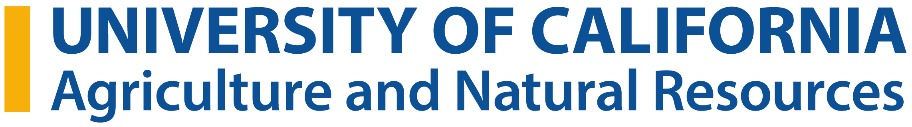 UNIVERSITY OF CALIFORNIA
Agriculture and Natural Resources